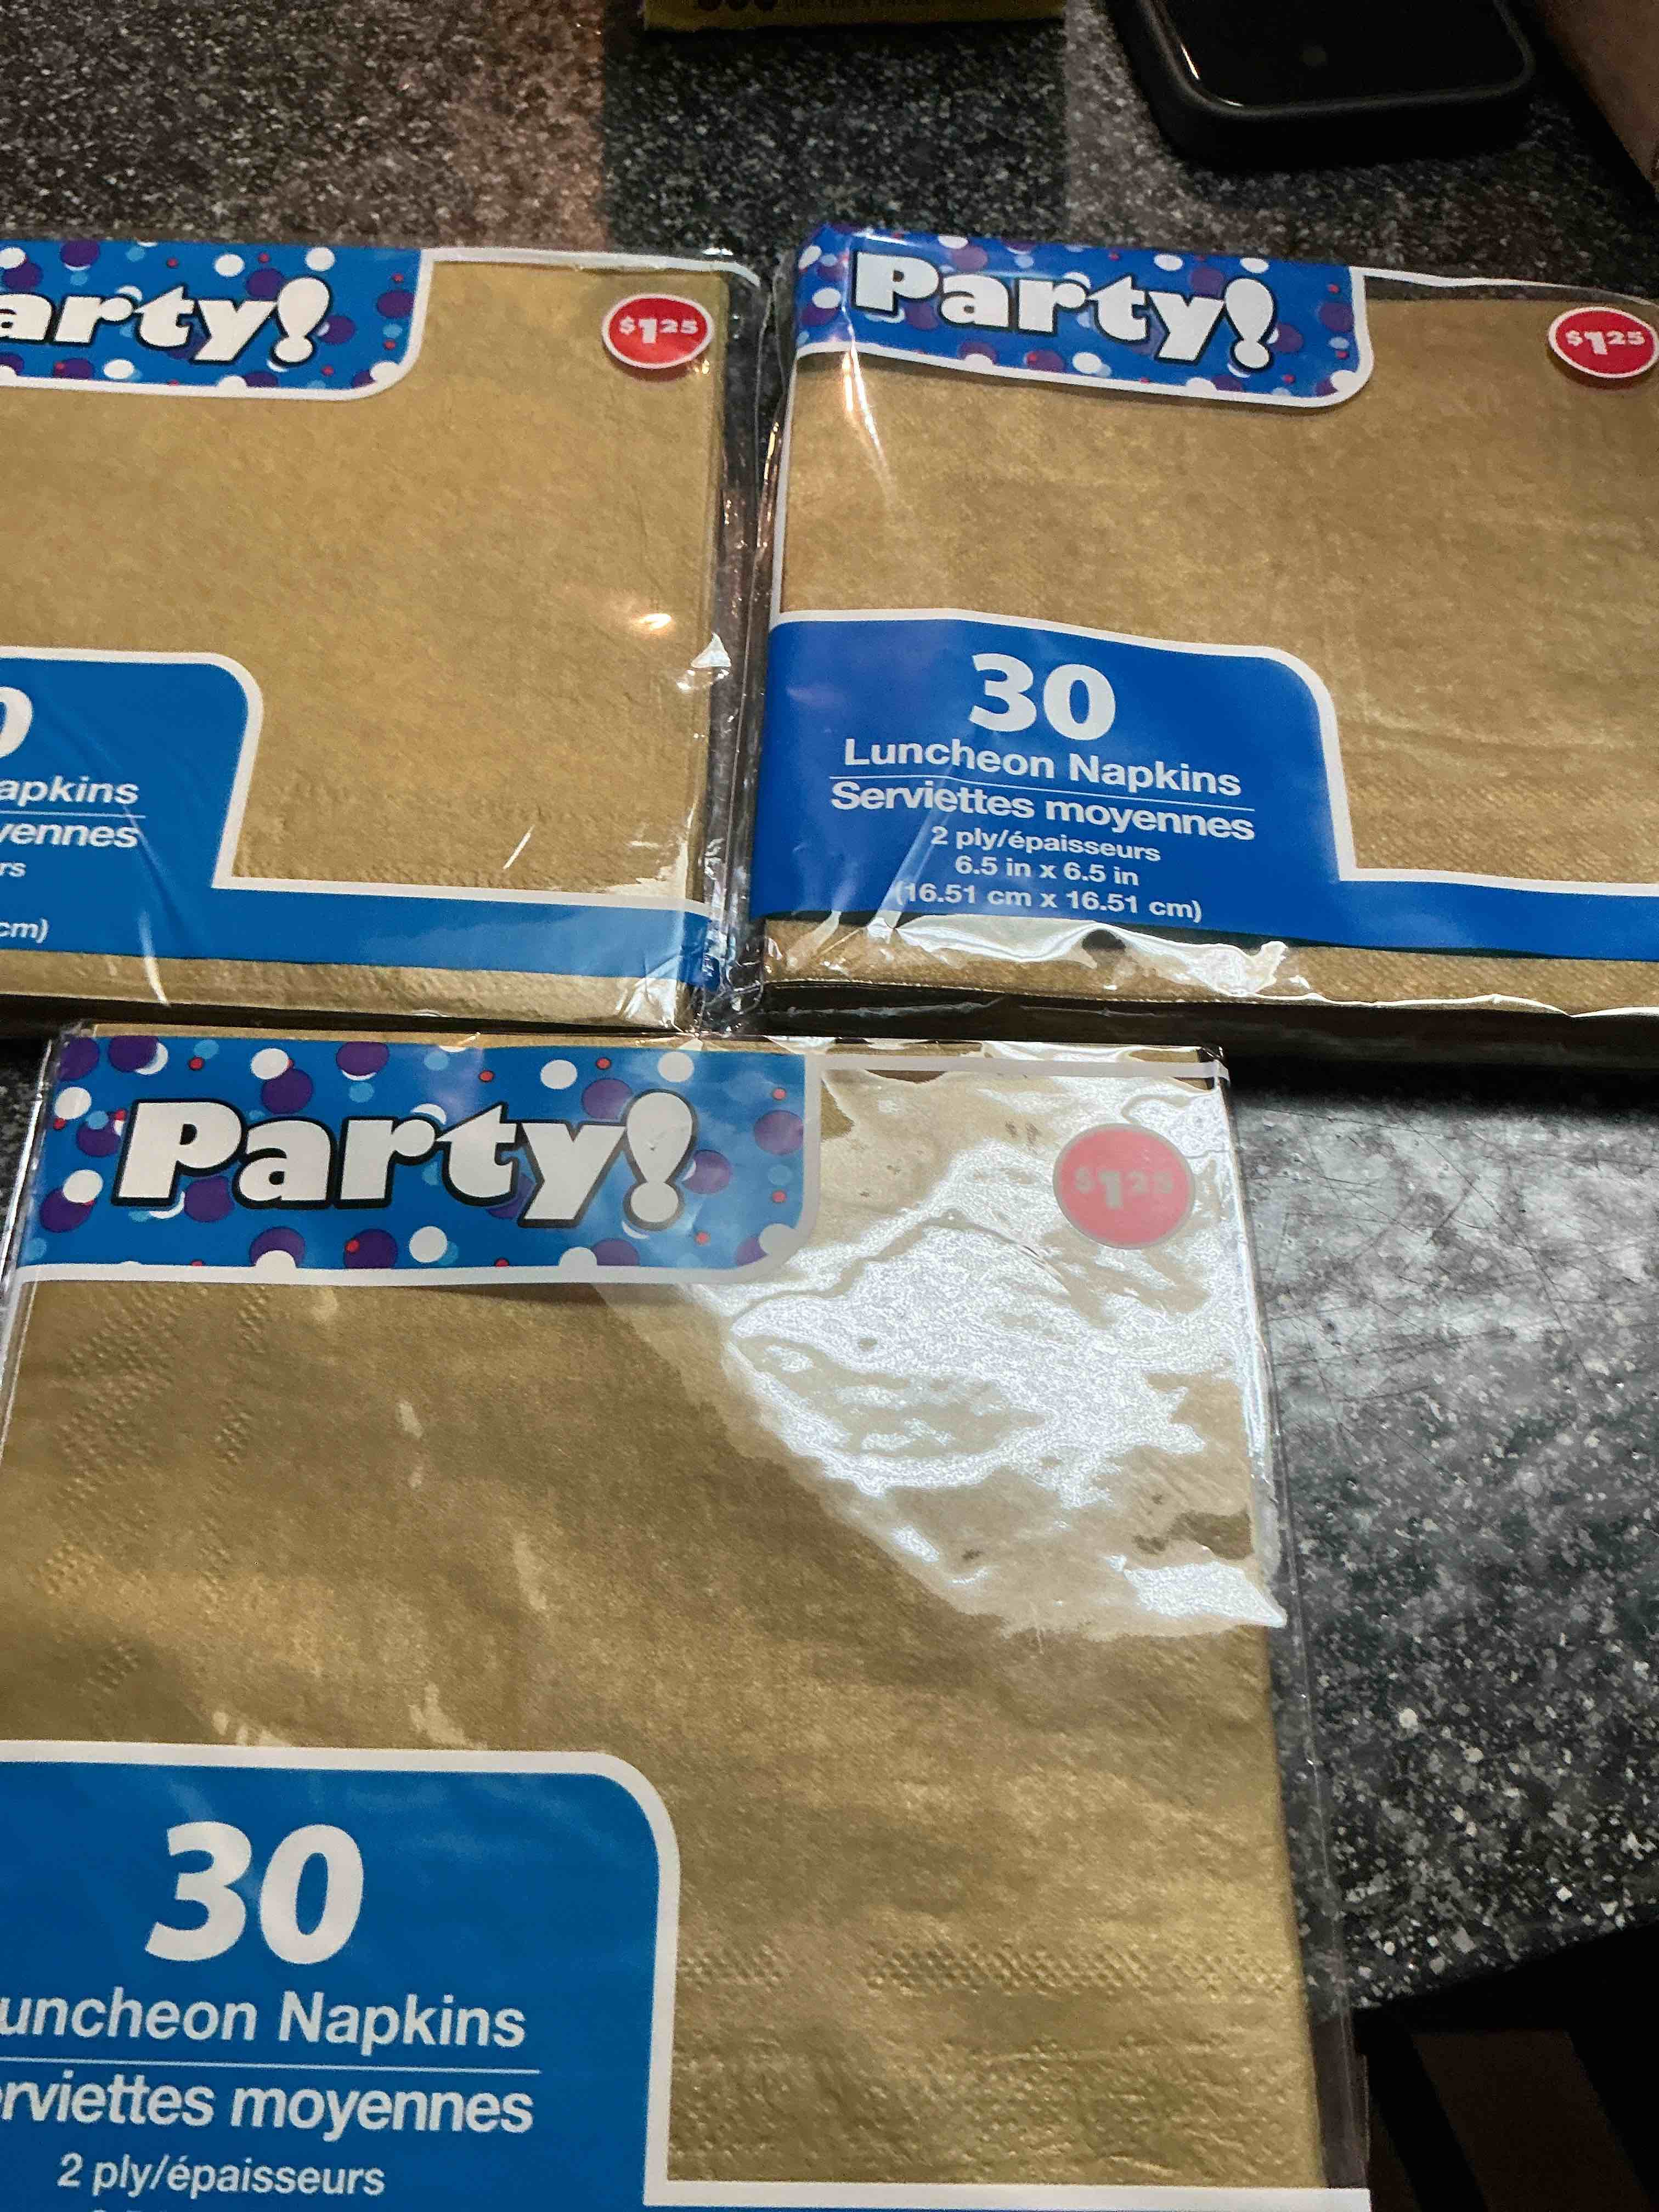 arty!
$1.25
0
apkins
yennes
rs
cm)
Party!
$1.25
30
Luncheon Napkins
Serviettes moyennes
2 ply/épaisseurs
6.5 in x 6.5 in
(16.51 cm x 16.51 cm)
Party!
$1.25
30
uncheon Napkins
rviettes moyennes
2 ply/épaisseurs